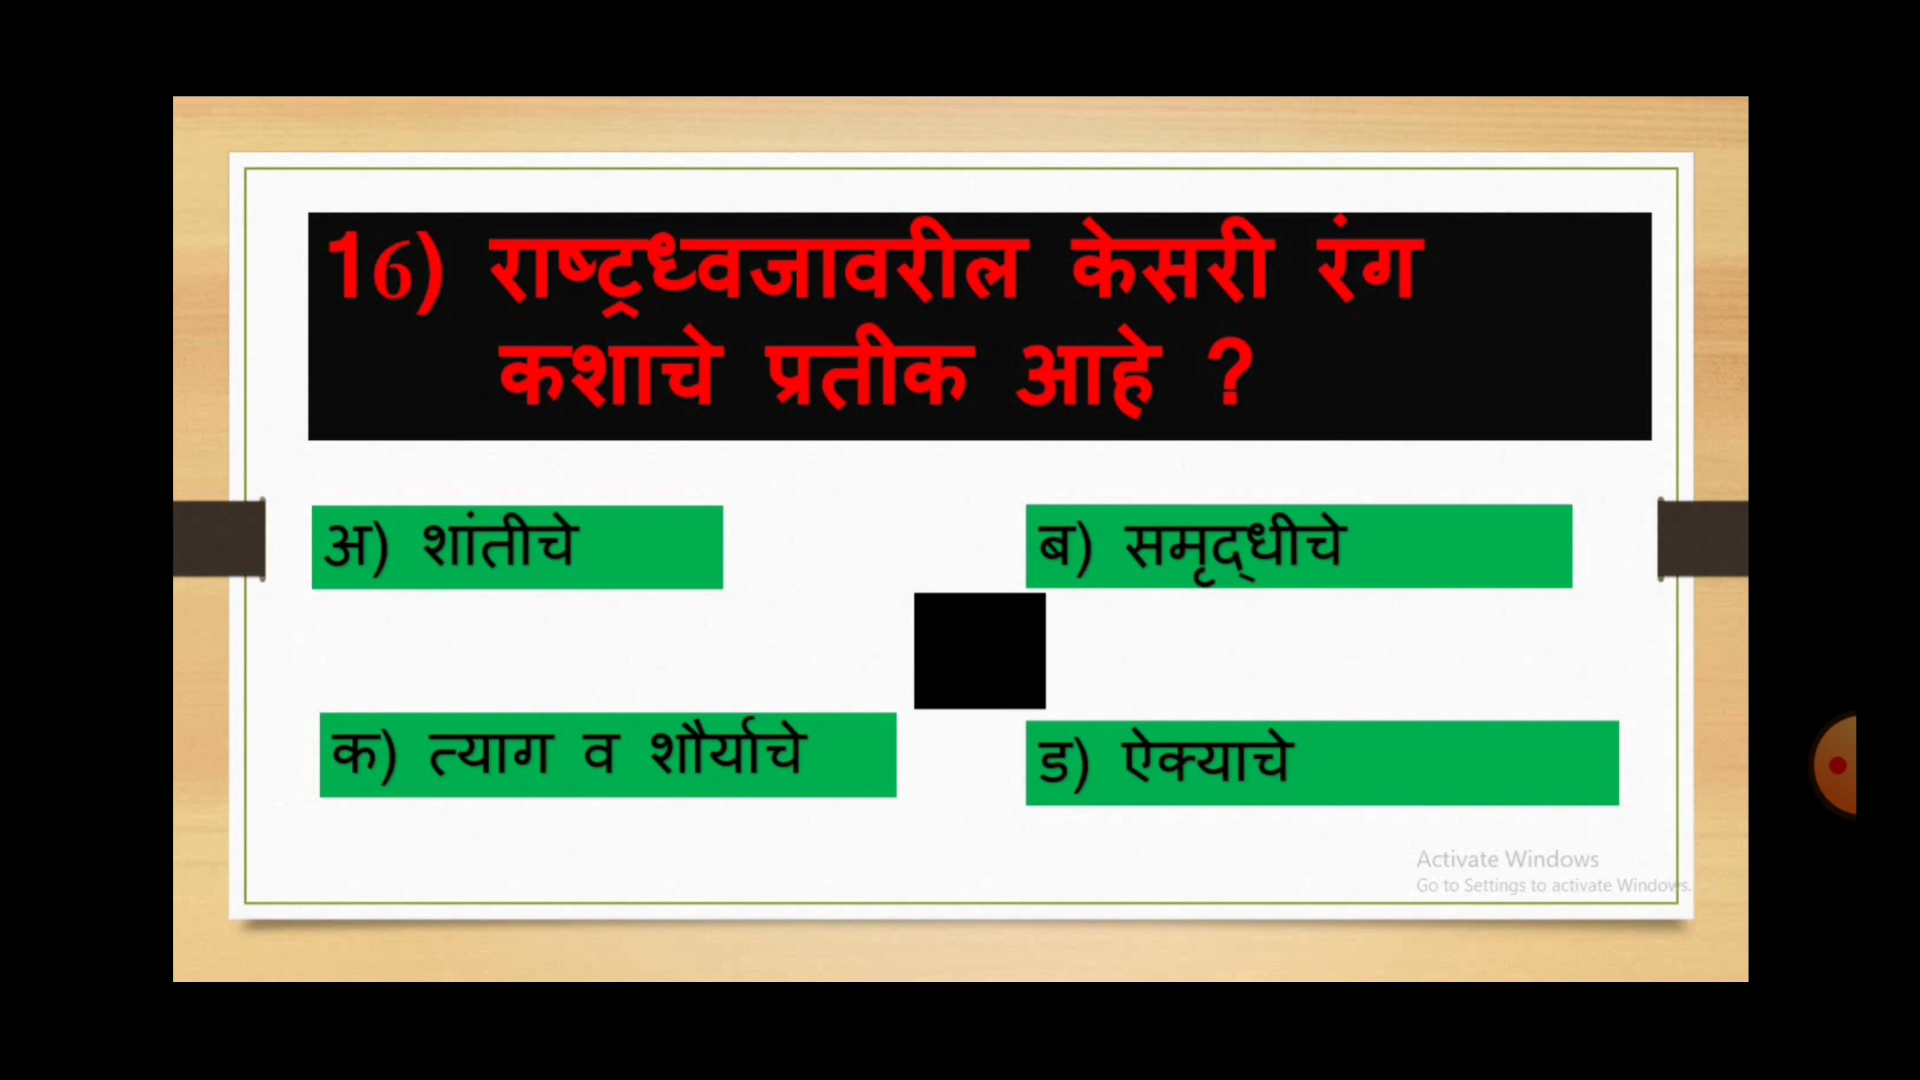 16) राष्ट्रध्वजावरील केसरी रंग
कशाचे प्रतीक आहे ?
अ) शांतीचे
ब) समृद्‌धीचे
क) त्याग व शौर्याचे
ड) ऐक्याचे
Activate Windows
Go to Settings to activate Windows.